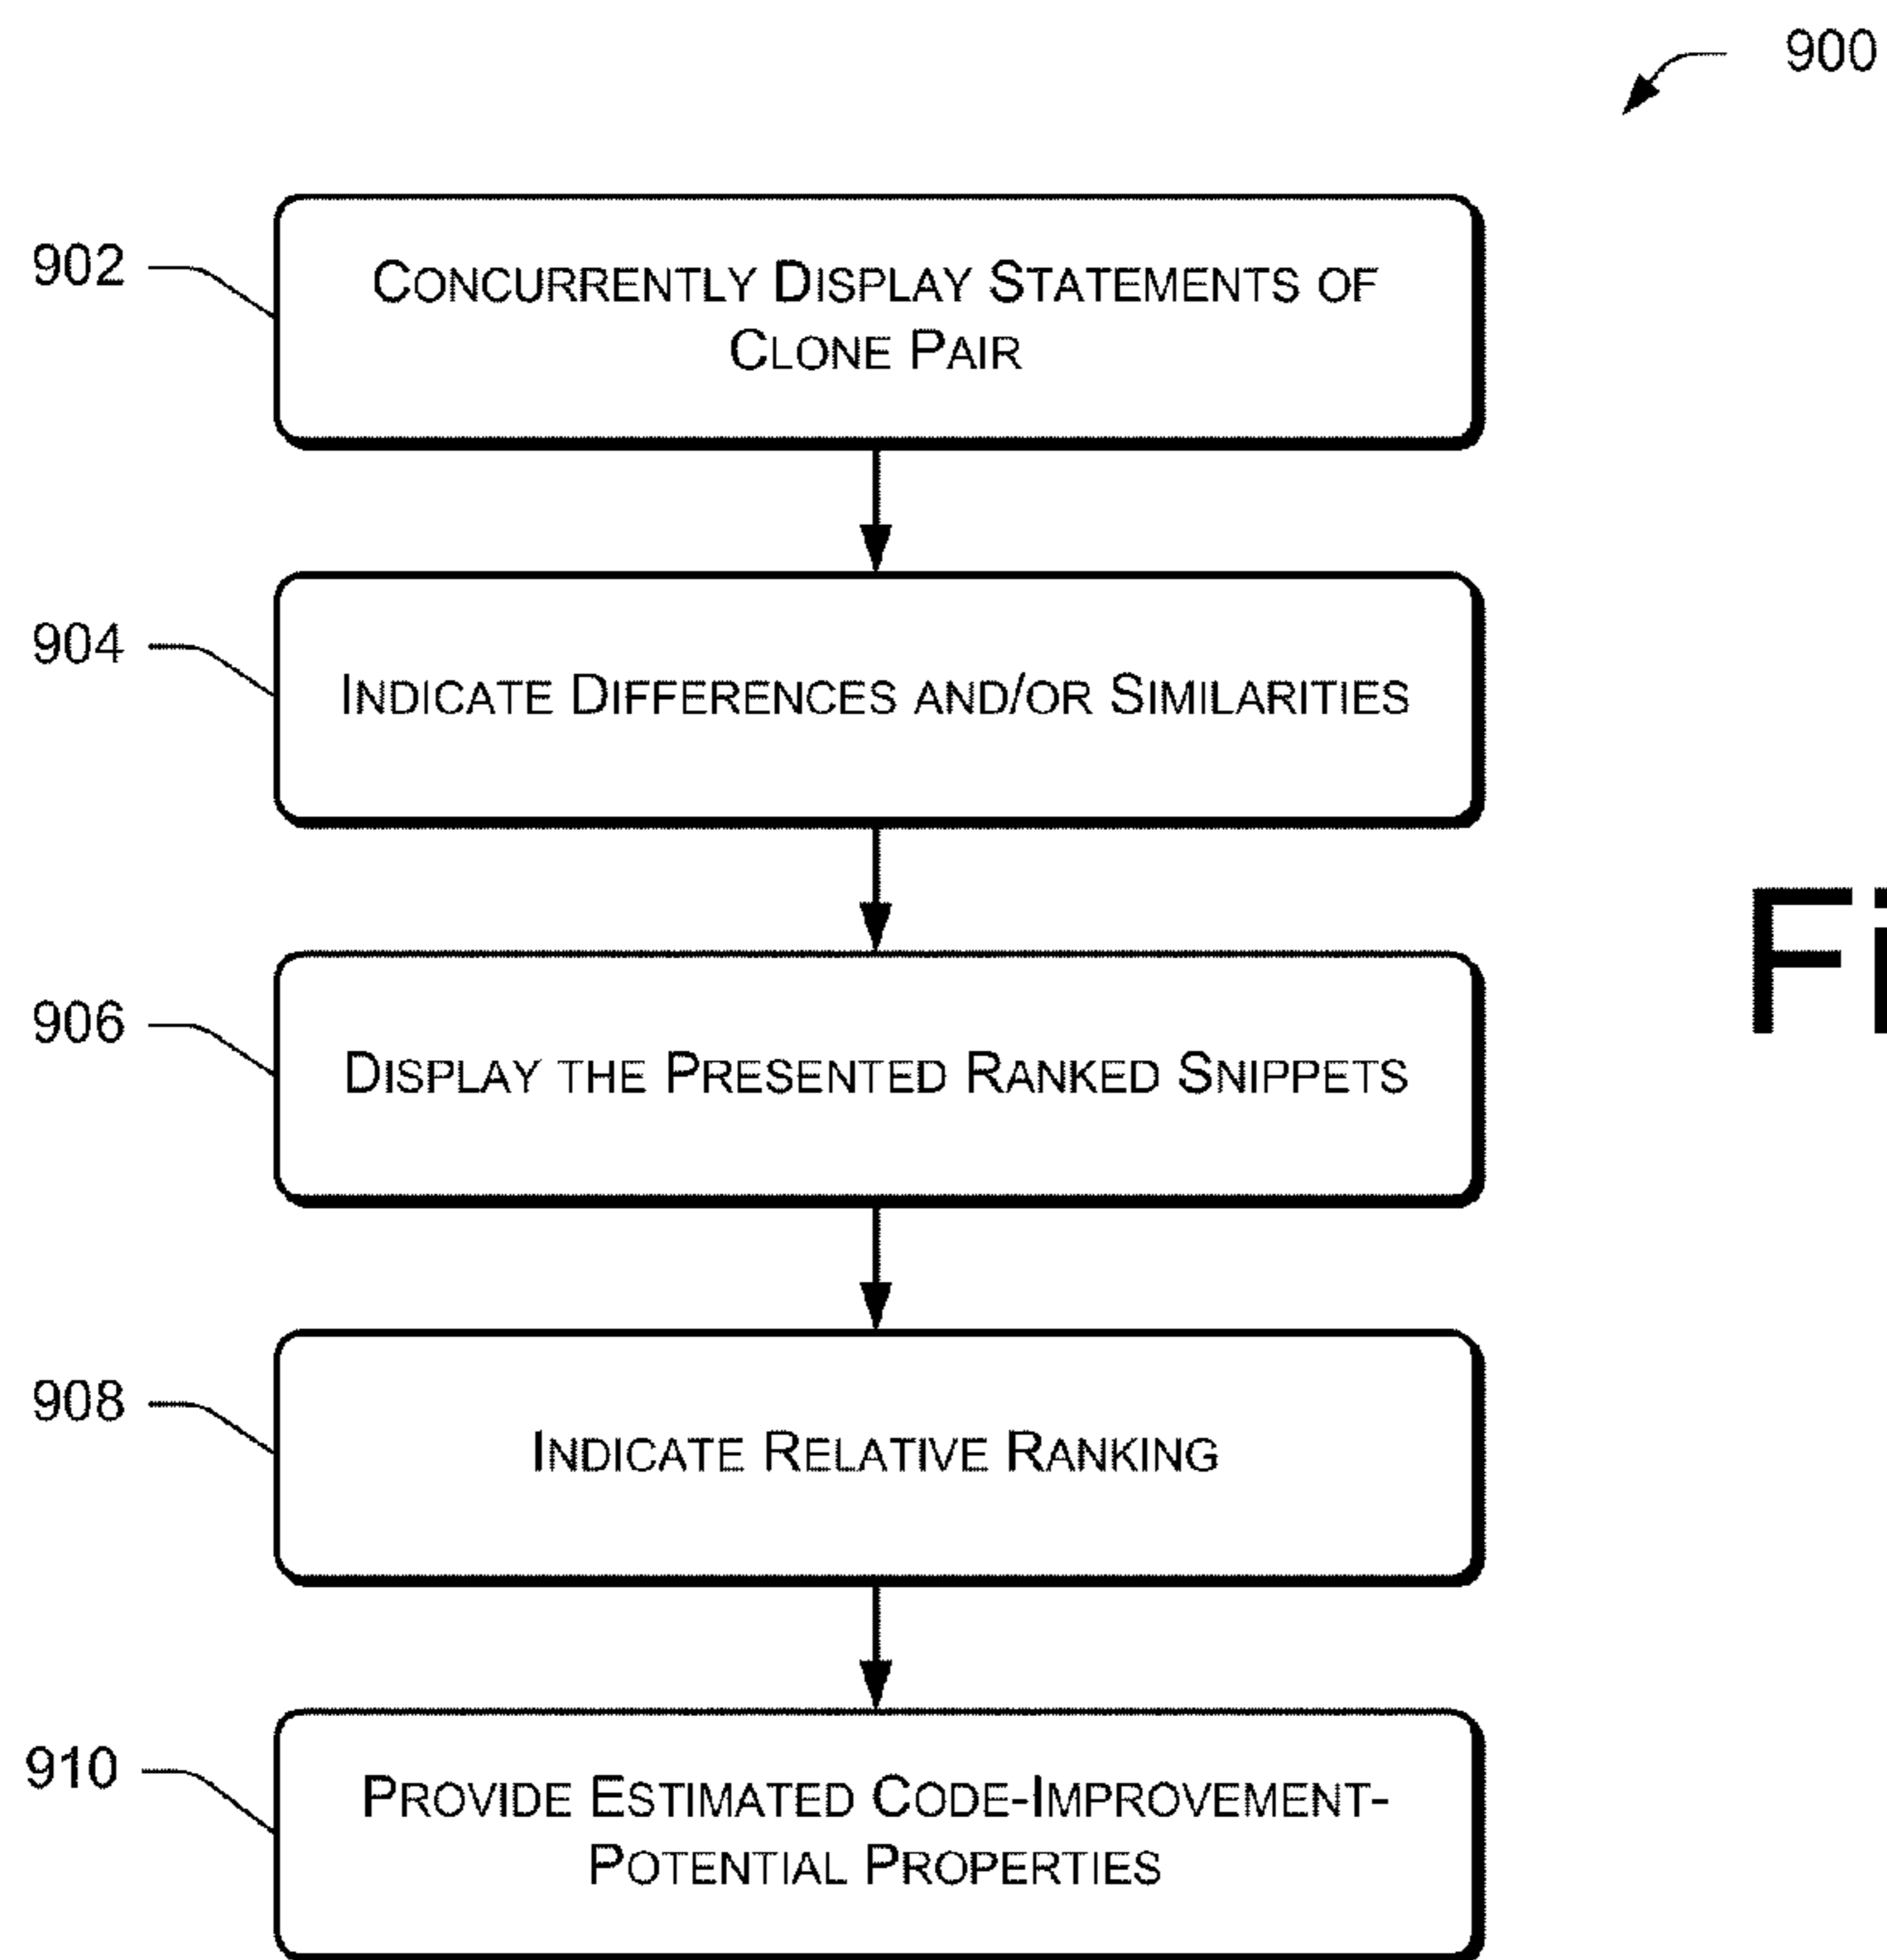 900
902
CONCURRENTLY DISPLAY STATEMENTS OF
CLONE PAIR
904
INDICATE DIFFERENCES AND/OR SIMILARITIES
Fi
906
DISPLAY THE PRESENTED RANKED SNIPPETS
908
INDICATE RELATIVE RANKING
910
PROVIDE ESTIMATED CODE-IMPROVEMENT-
POTENTIAL PROPERTIES